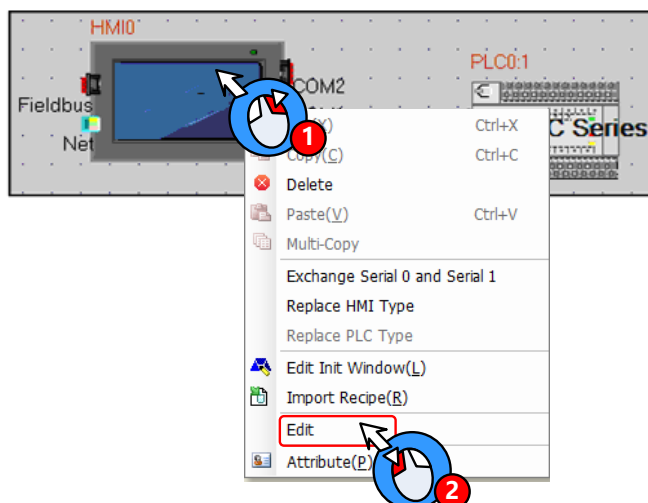 HMI0
PLC0:1
COM2
Fieldbus
Net
C Series
1
Ctrl+X
Copy(C) Ctrl+C
Delete
Paste(V) Ctrl+V
Multi-Copy
Exchange Serial 0 and Serial 1
Replace HMI Type
Replace PLC Type
Edit Init Window(L)
Import Recipe(R)
Edit
Attribute(P)
2